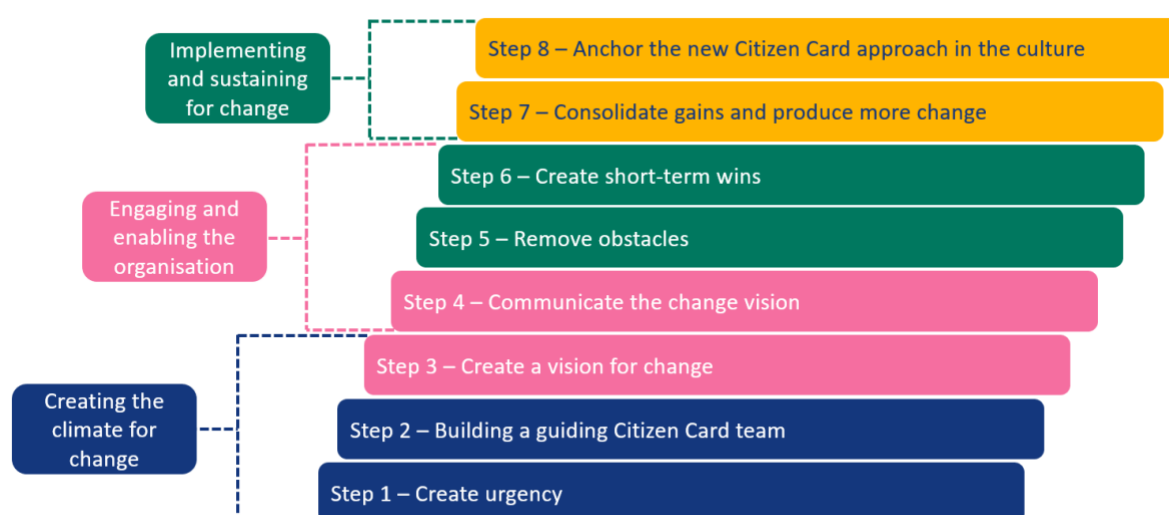 Implementing
and sustaining
for change
Step 8 – Anchor the new Citizen Card approach in the culture
Step 7 – Consolidate gains and produce more change
Engaging and
enabling the
organisation
Step 6 – Create short-term wins
Step 5 – Remove obstacles
Step 4 – Communicate the change vision
Creating the
climate for
change
Step 3 – Create a vision for change
Step 2 – Building a guiding Citizen Card team
Step 1 – Create urgency